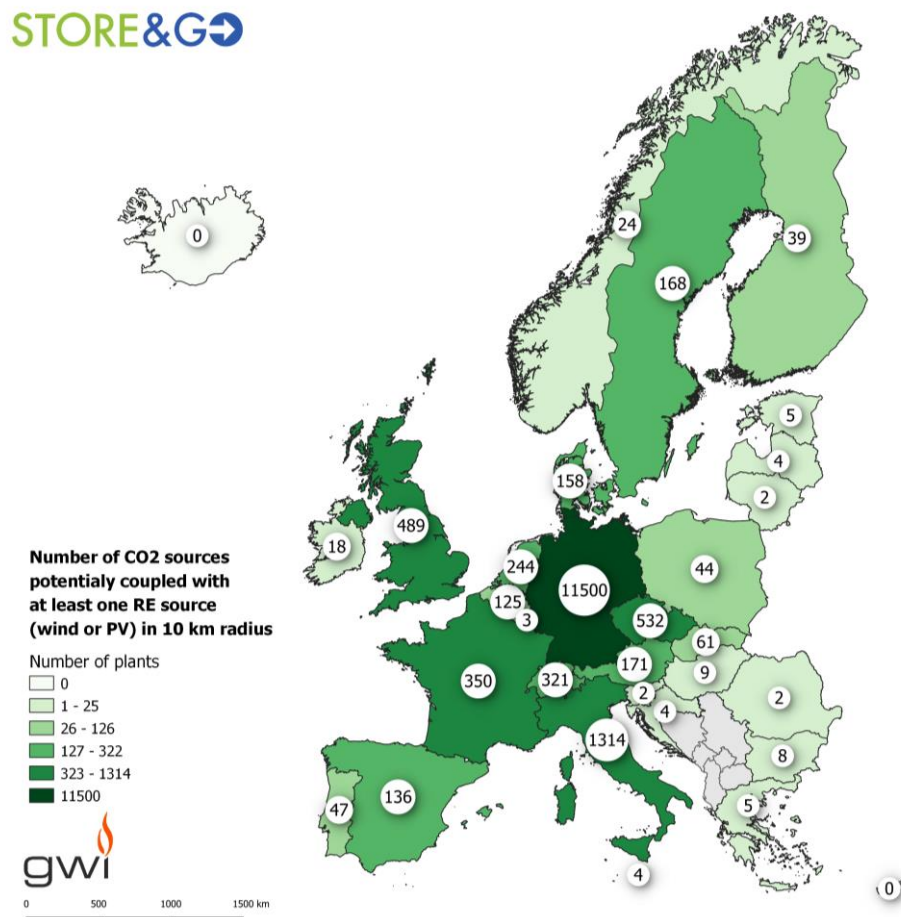 STORE&GO
0
24
39
168
5
4
2
158
489
18
244
11500
44
125
3
532
61
171
9
350
321
2
4
2
1314
8
47
136
5
4
0
Number of CO2 sources
potentialy coupled with
at least one RE source
(wind or PV) in 10 km radius
Number of plants
0
1 - 25
26 - 126
127 - 322
323 - 1314
11500
gwi
0 500 1000 1500 km